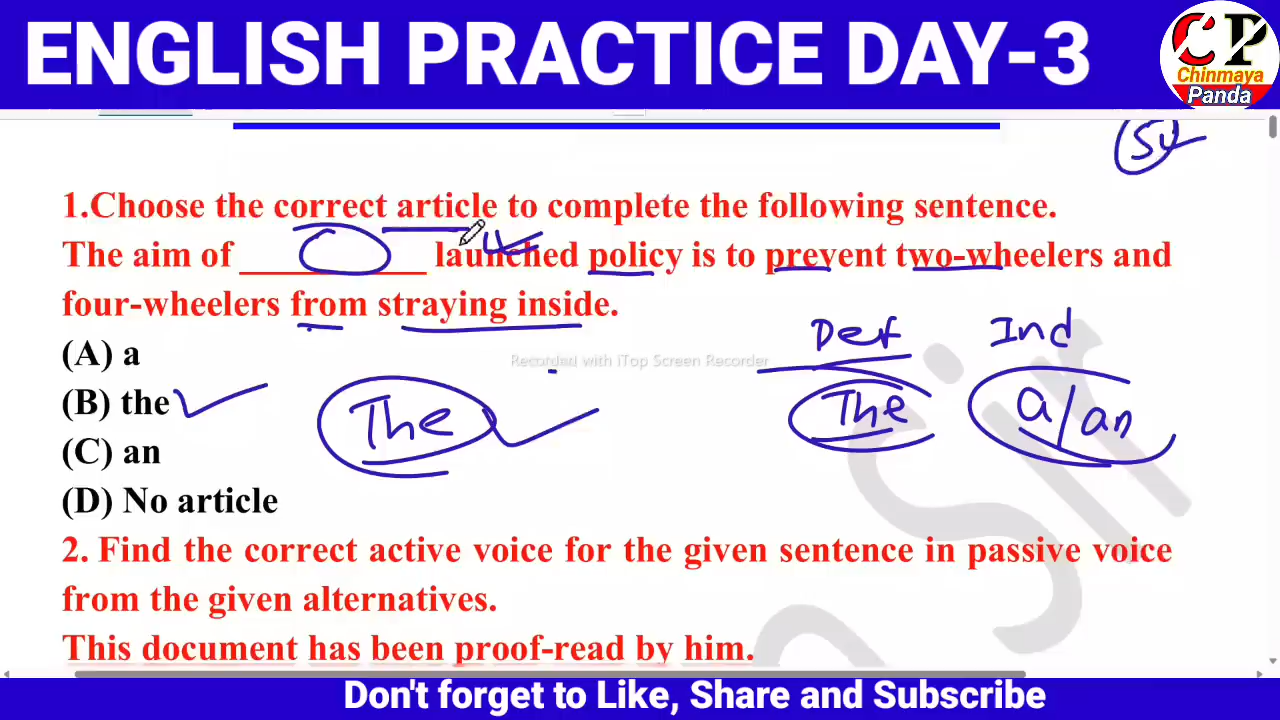 ENGLISH PRACTICE DAY-3
CP
Chinmaya
Panda
1.Choose the correct article to complete the following sentence.
The aim of __________ launched policy is to prevent two-wheelers and
four-wheelers from straying inside.
Def Ind
(A) a
Recorded with iTop Screen Recorder
(B) the The The a/an
(C) an
(D) No article
2. Find the correct active voice for the given sentence in passive voice
from the given alternatives.
This document has been proof-read by him.
Sir
Don't forget to Like, Share and Subscribe